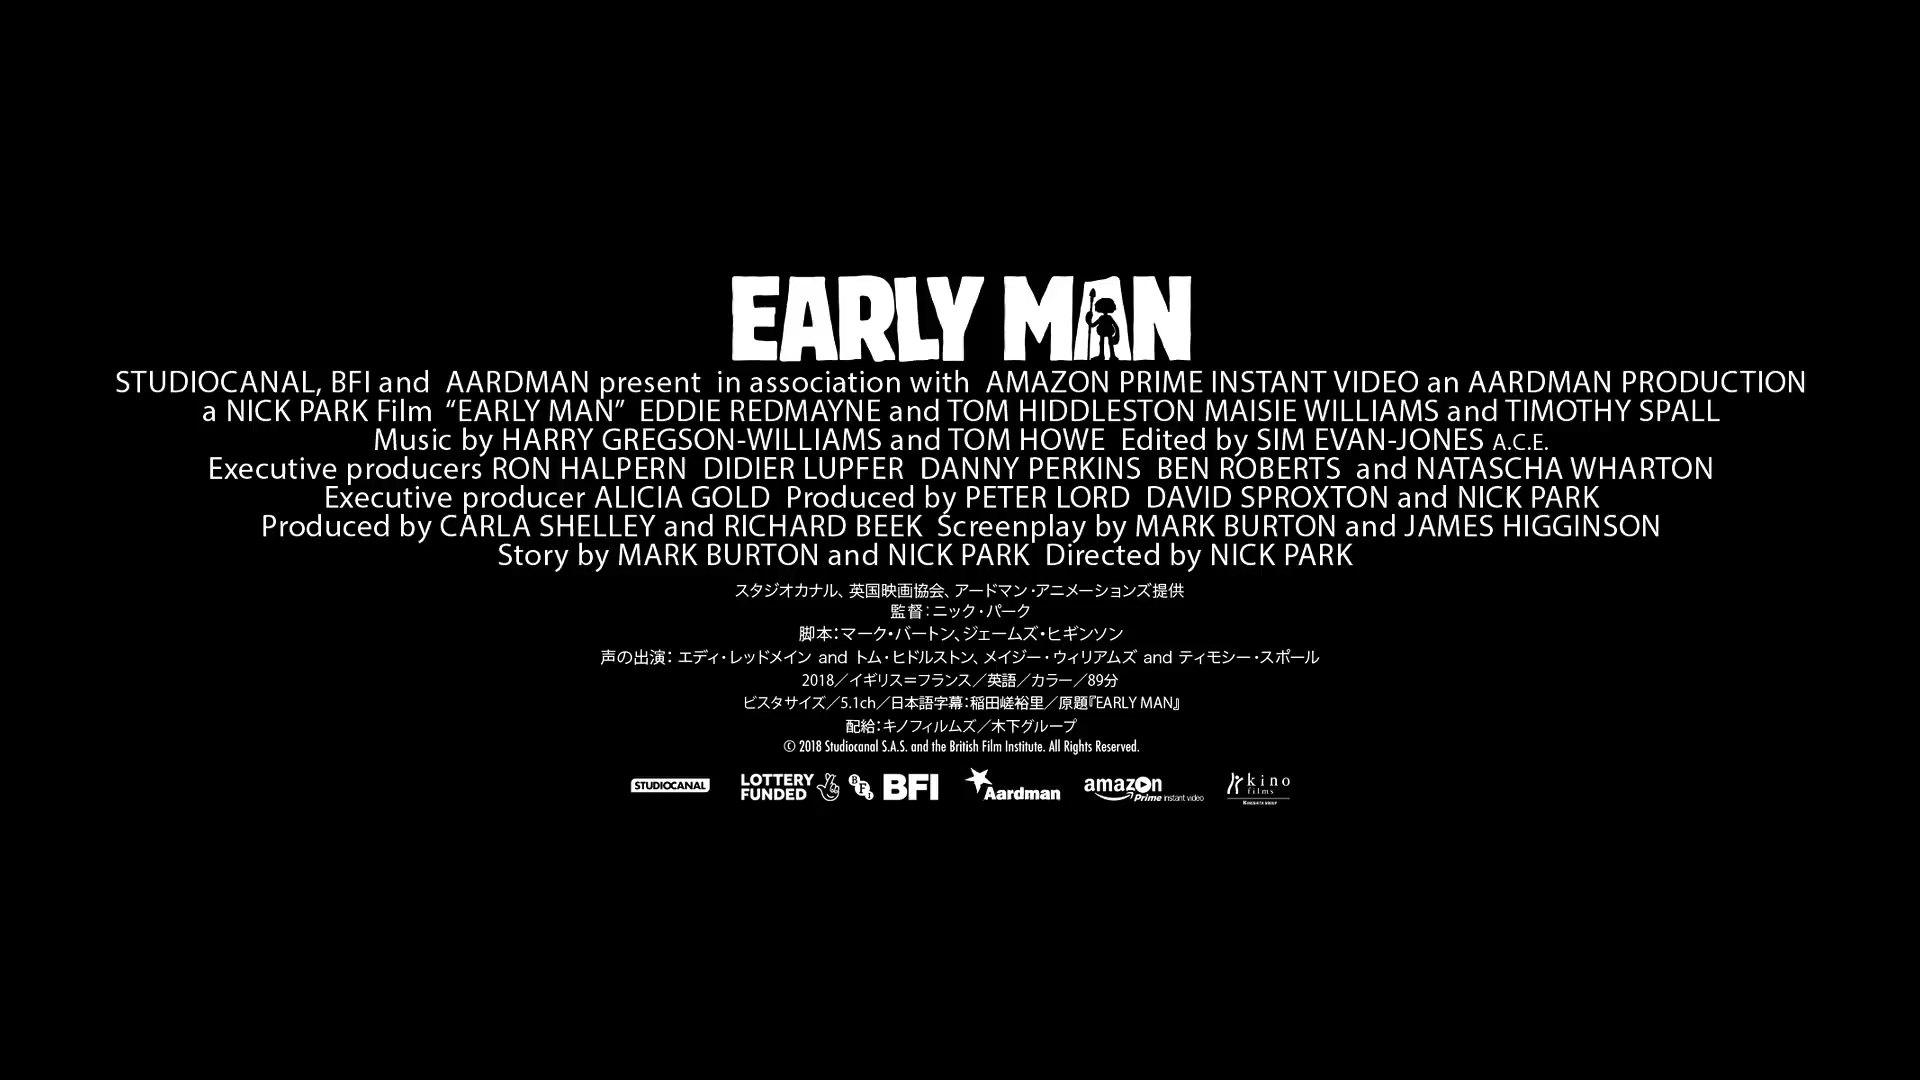 EARLY MAN
STUDIOCANAL, BFI and AARDMAN present in association with AMAZON PRIME INSTANT VIDEO an AARDMAN PRODUCTION
a NICK PARK Film “EARLY MAN” EDDIE REDMAYNE and TOM HIDDLESTON MAISIE WILLIAMS and TIMOTHY SPALL
Music by HARRY GREGSON-WILLIAMS and TOM HOWE Edited by SIM EVAN-JONES A.C.E.
Executive producers RON HALPERN DIDIER LUPFER DANNY PERKINS BEN ROBERTS and NATASCHA WHARTON
Executive producer ALICIA GOLD Produced by PETER LORD DAVID SPROXTON and NICK PARK
Produced by CARLA SHELLEY and RICHARD BEEK Screenplay by MARK BURTON and JAMES HIGGINSON
Story by MARK BURTON and NICK PARK Directed by NICK PARK
スタジオカナル、英国映画協会、アードマン・アニメーションズ提供
監督：ニック・パーク
脚本：マーク・バートン、ジェームズ・ヒギンソン
声の出演： エディ・レッドメイン and トム・ヒドルストン、メイジー・ウィリアムズ and ティモシー・スポール
2018／イギリス＝フランス／英語／カラー／89分
ビスタサイズ／5.1ch／日本語字幕：稲田嵯裕里／原題『EARLY MAN』
配給：キノフィルムズ／木下グループ
© 2018 Studiocanal S.A.S. and the British Film Institute. All Rights Reserved.
STUDIOCANAL LOTTERY FUNDED BFI BFI Aardman amazon Prime instant video kino films KINOSHITA GROUP